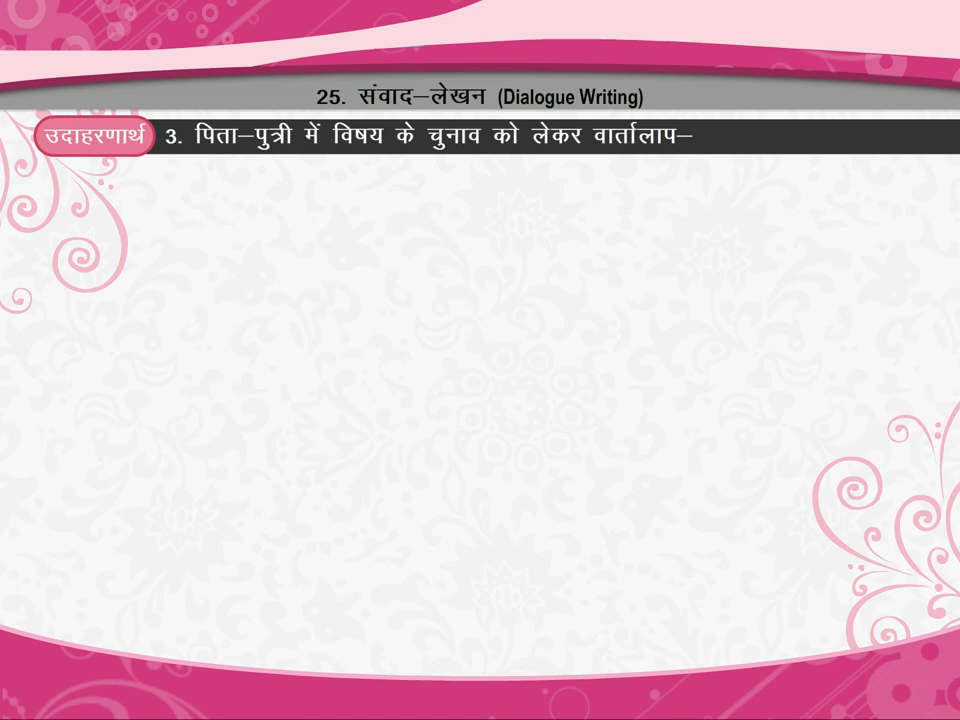 25. संवाद–लेखन (Dialogue Writing)
उदाहरणार्थ 3. पिता–पुत्री में विषय के चुनाव को लेकर वार्तालाप–